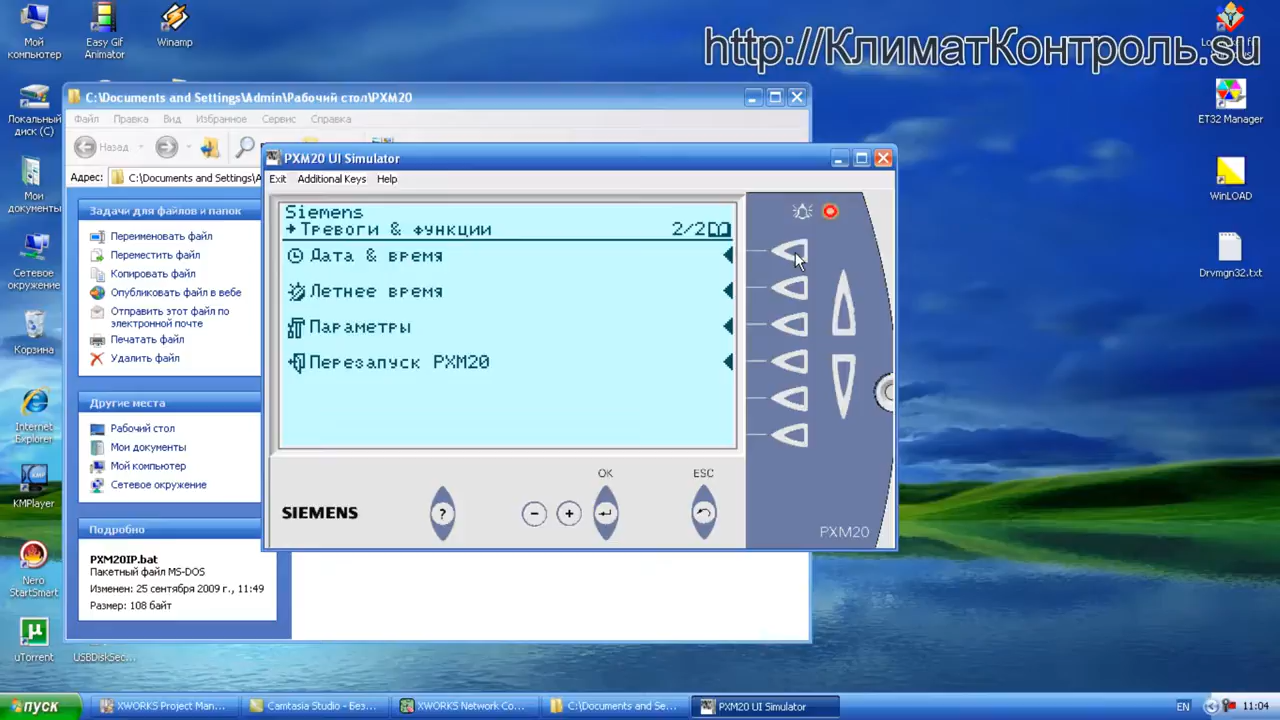 http://КлиматКонтроль.su
Мой
компьютер
Easy Gif
Animator
Winamp
Локальный
диск (C)
Мои
документы
Сетевое
окружение
Корзина
Internet
Explorer
KMPlayer
Nero
StartSmart
uTorrent
USBDiskSec...
ET32 Manager
WinLOAD
Drvmgn32.txt
C:\Documents and Settings\Admin\Рабочий стол\PXM20
Файл Правка Вид Избранное Сервис Справка
Назад
Адрес: C:\Documents and Settings\A
Задачи для файлов и папок
Переименовать файл
Переместить файл
Копировать файл
Опубликовать файл в вебе
Отправить этот файл по
электронной почте
Печатать файл
Удалить файл
Другие места
Рабочий стол
Мои документы
Мой компьютер
Сетевое окружение
Подробно
PXM20IP.bat
Пакетный файл MS-DOS
Изменен: 25 сентября 2009 г., 11:49
Размер: 108 байт
PXM20 UI Simulator
Exit Additional Keys Help
Siemens
Тревоги & функции 2/2
Дата & время
Летнее время
Параметры
Перезапуск PXM20
OK ESC
SIEMENS ? - +
PXM20
пуск XWORKS Project Man... Camtasia Studio - Без... XWORKS Network Co... C:\Documents and Se... PXM20 UI Simulator EN 11:04